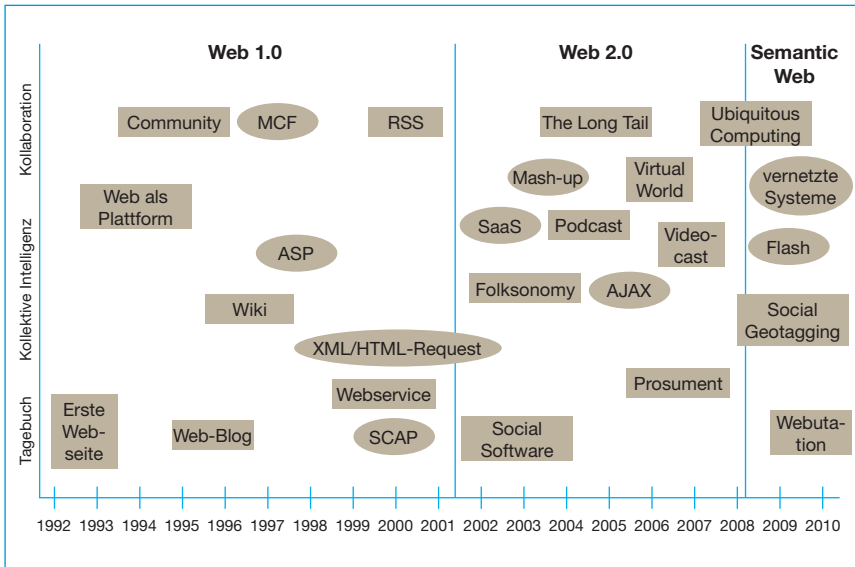 Web 1.0
Web 2.0
Semantic
Web
Kollaboration
Kollektive Intelligenz
Tagebuch
Community
MCF
RSS
The Long Tail
Ubiquitous
Computing
Mash-up
Virtual
World
vernetzte
Systeme
Web als
Plattform
SaaS
Podcast
Video-
cast
Flash
ASP
Folksonomy
AJAX
Wiki
Social
Geotagging
XML/HTML-Request
Prosument
Webservice
Erste
Web-
seite
Web-Blog
SCAP
Social
Software
Webuta-
tion
1992 1993 1994 1995 1996 1997 1998 1999 2000 2001 2002 2003 2004 2005 2006 2007 2008 2009 2010